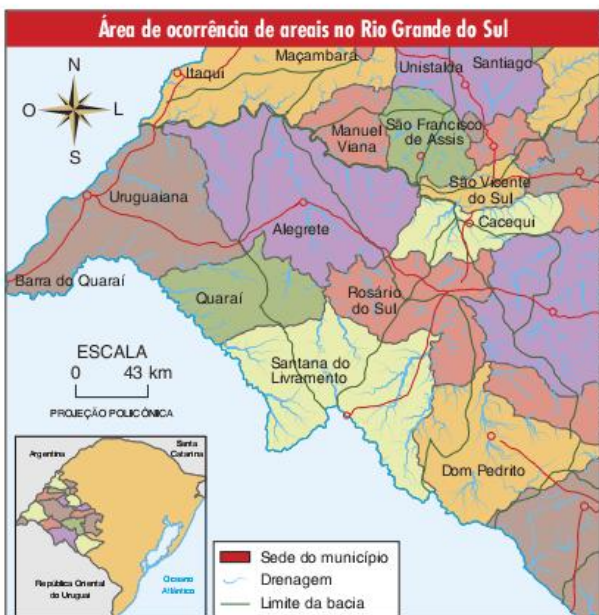 Área de ocorrência de areais no Rio Grande do Sul
N
O
L
S
Itaqui
Maçambará
Unistalda
Santiago
Manuel
Viana
São Francisco
de Assis
São Vicente
do Sul
Uruguaiana
Alegrete
Cacequi
Barra do Quaraí
Quaraí
Rosário
do Sul
Santana do
Livramento
Dom Pedrito
ESCALA
0 43 km
PROJEÇÃO POLICÔNICA
Argentina
Santa
Catarina
República Oriental
do Uruguai
Oceano
Atlântico
Sede do município
Drenagem
Limite da bacia